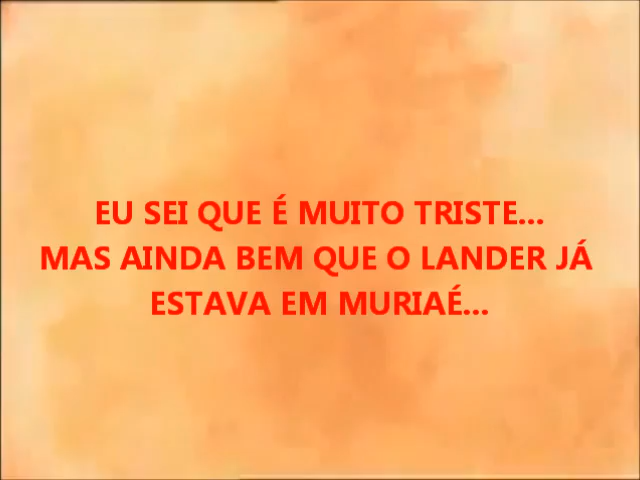 EU SEI QUE É MUITO TRISTE...
MAS AINDA BEM QUE O LANDER JÁ
ESTAVA EM MURIAÉ...